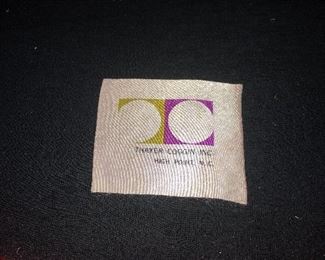 THAYER COGGIN INC.
HIGH POINT, N.C.